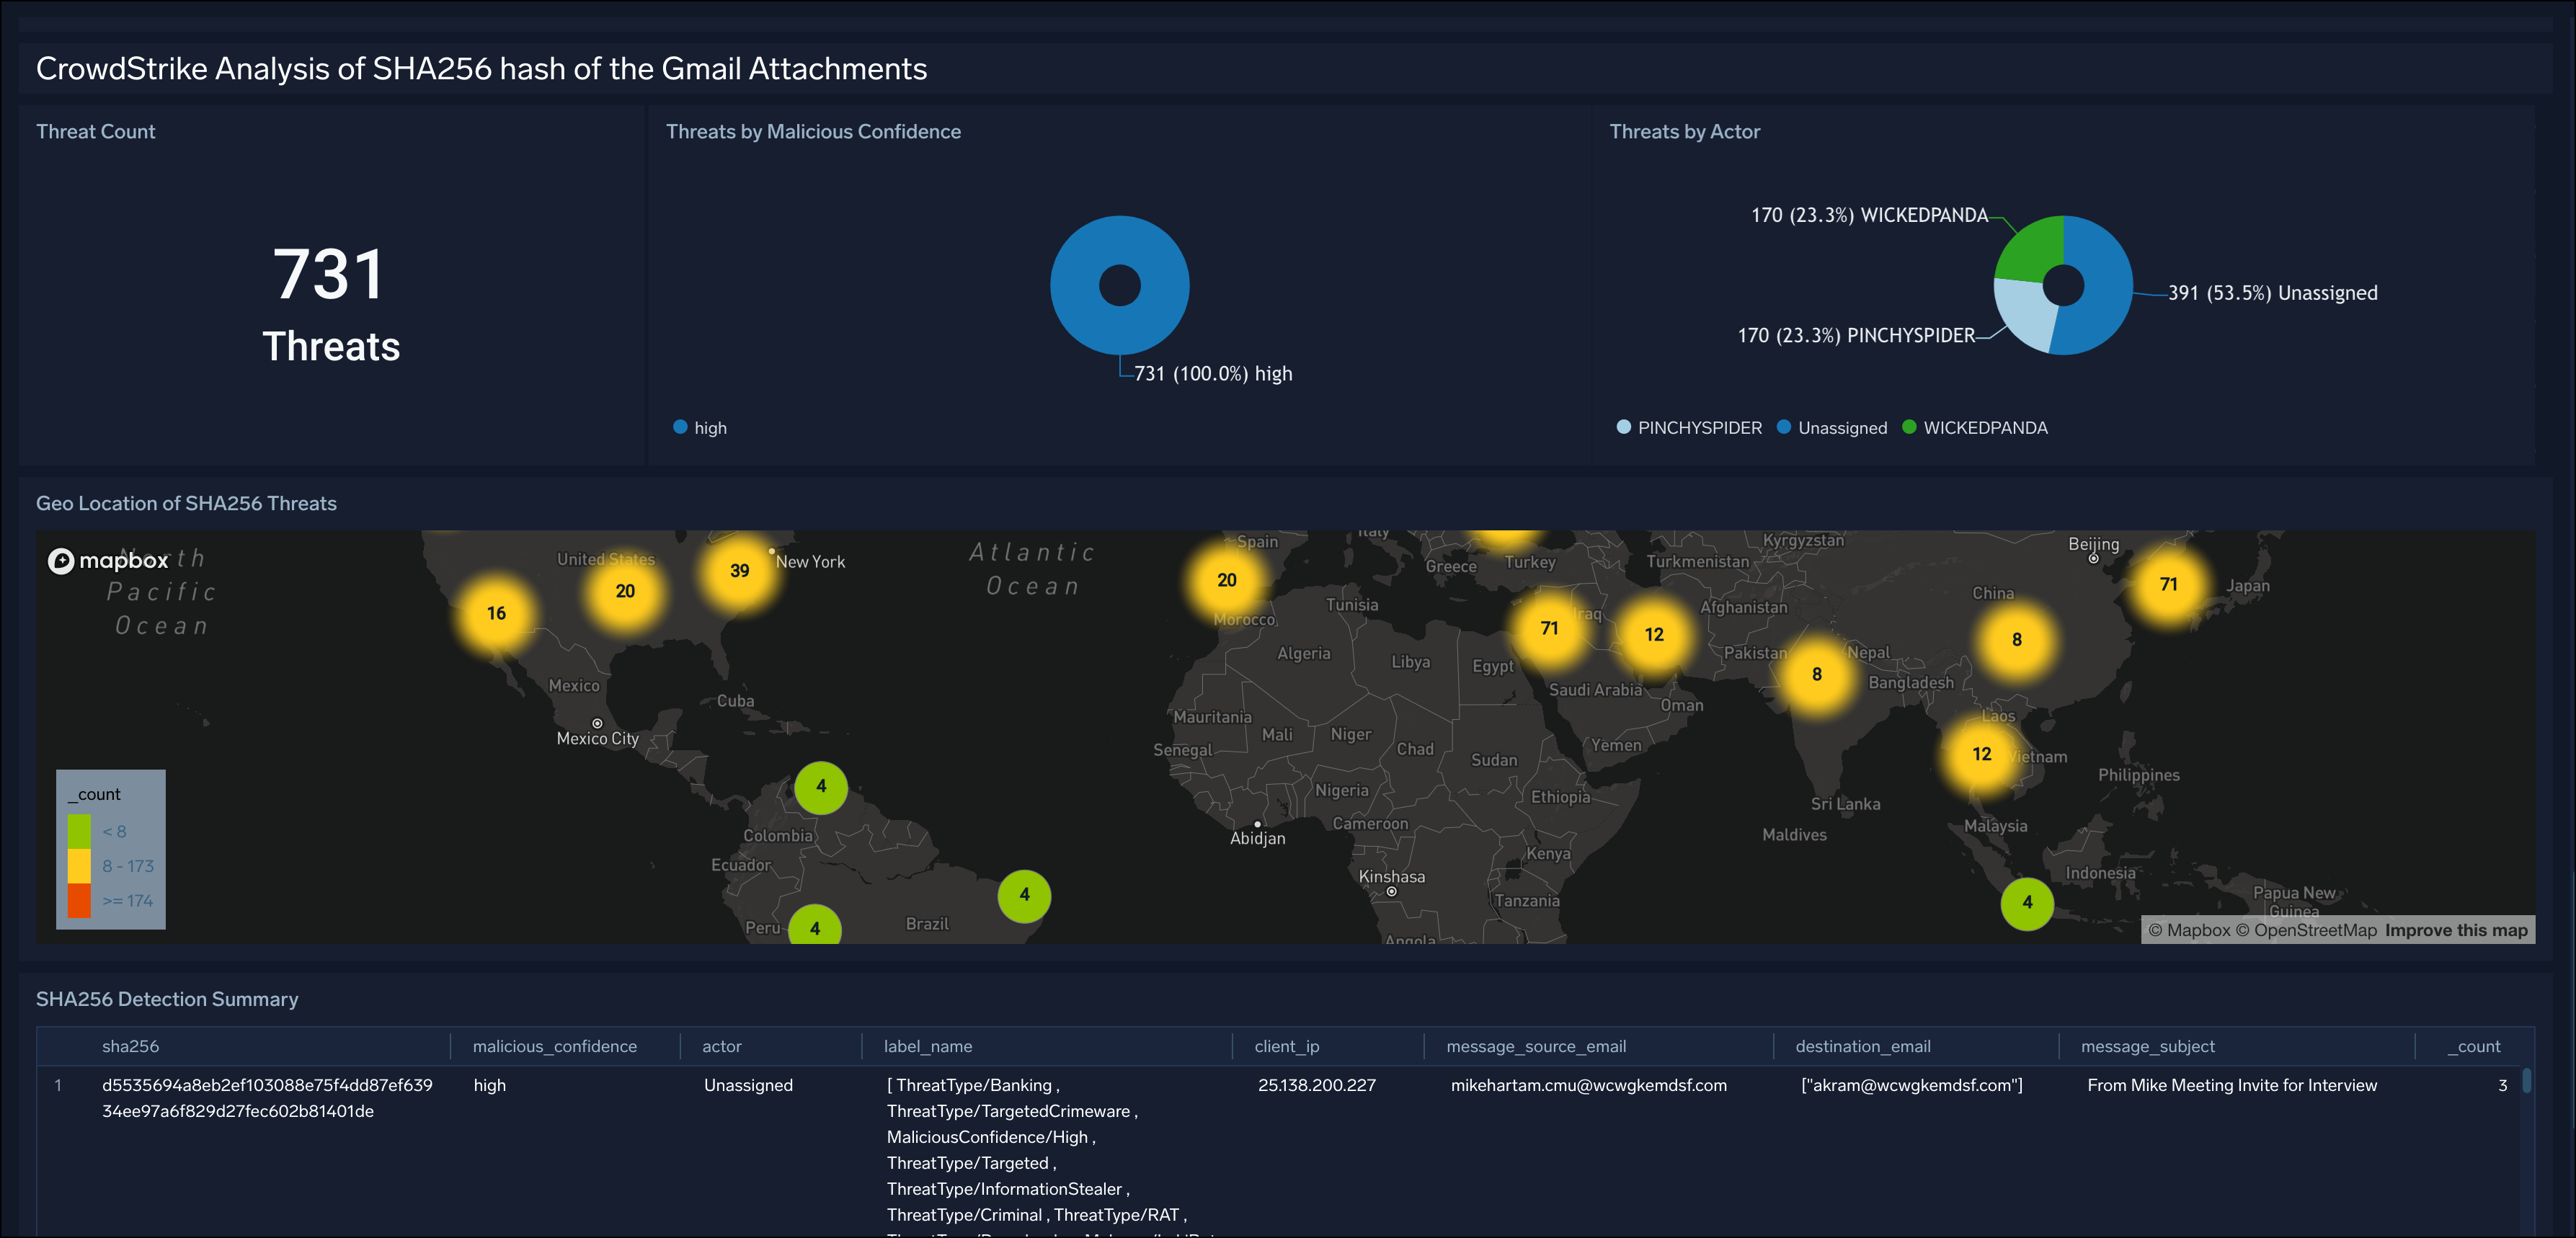 CrowdStrike Analysis of SHA256 hash of the Gmail Attachments
Threat Count
731
Threats
Threats by Malicious Confidence
731 (100.0%) high
high
Threats by Actor
170 (23.3%) WICKEDPANDA
391 (53.5%) Unassigned
170 (23.3%) PINCHYSPIDER
PINCHYSPIDER Unassigned WICKEDPANDA
Geo Location of SHA256 Threats
mapbox
North
Pacific
Ocean
Atlantic
Ocean
United States
New York
16
20
39
Mexico
Mexico City
Cuba
4
Colombia
Ecuador
Peru
4
Brazil
4
Spain
Italy
Greece
Turkey
Turkmenistan
Kyrgyzstan
Beijing
20
Morocco
Tunisia
71
Iraq
12
Afghanistan
China
71
Japan
Algeria
Libya
Egypt
Saudi Arabia
Pakistan
8
Nepal
Bangladesh
8
Oman
Laos
Mauritania
Mali
Niger
Chad
Sudan
Yemen
Senegal
12
Vietnam
Philippines
Nigeria
Ethiopia
Sri Lanka
Cameroon
Abidjan
Maldives
Malaysia
Kenya
Kinshasa
Indonesia
Tanzania
Papua New
Guinea
4
Angola
_count
< 8
8 - 173
>= 174
© Mapbox © OpenStreetMap Improve this map
SHA256 Detection Summary
sha256 malicious_confidence actor label_name client_ip message_source_email destination_email message_subject _count
1 d5535694a8eb2ef103088e75f4dd87ef639 high Unassigned [ ThreatType/Banking , 25.138.200.227 mikehartam.cmu@wcwgkemdsf.com ["akram@wcwgkemdsf.com"] From Mike Meeting Invite for Interview 3
34ee97a6f829d27fec602b81401de ThreatType/TargetedCrimeware ,
MaliciousConfidence/High ,
ThreatType/Targeted ,
ThreatType/InformationStealer ,
ThreatType/Criminal , ThreatType/RAT ,